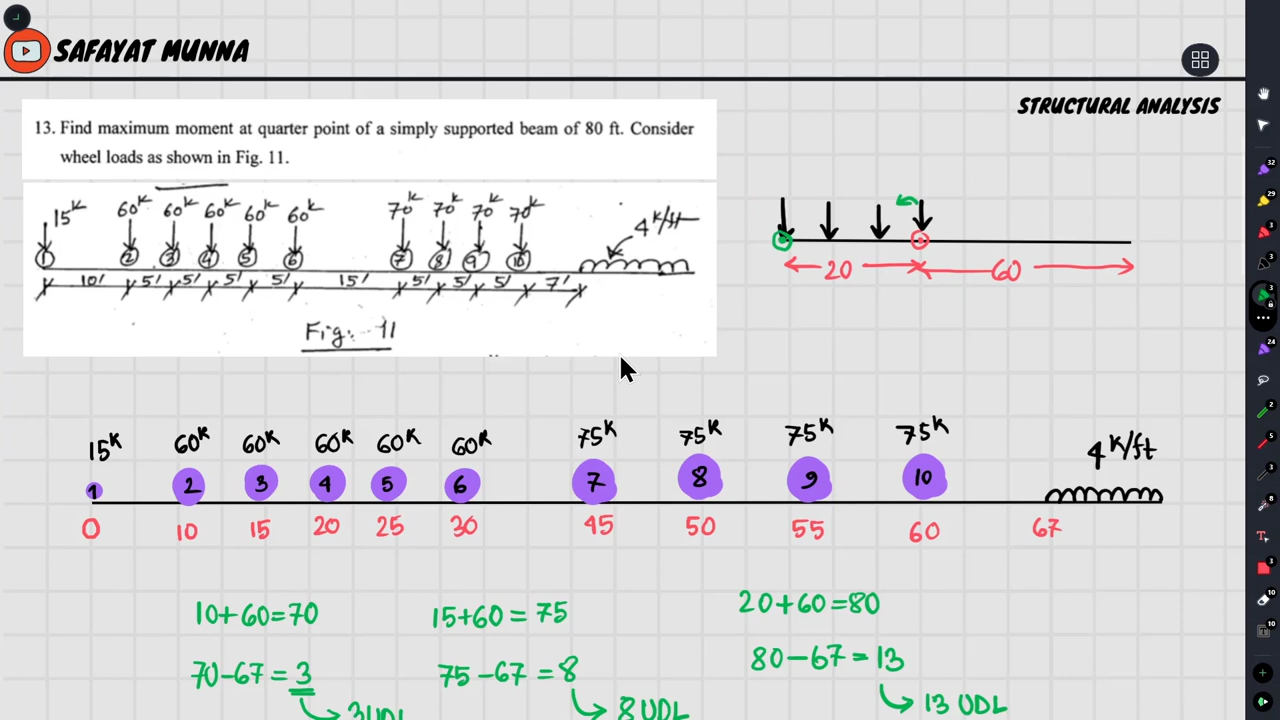 SAFAYAT MUNNA
STRUCTURAL ANALYSIS
13. Find maximum moment at quarter point of a simply supported beam of 80 ft. Consider
wheel loads as shown in Fig. 11.
15K 60K 60K 60K 60K 60K 70K 70K 70K 70K 4K/ft
1 2 3 4 5 6 7 8 9 10
10' 5' 5' 5' 5' 15' 5' 5' 5' 7'
Fig. 11
20 60
15K 60K 60K 60K 60K 60K 75K 75K 75K 75K 4K/ft
1 2 3 4 5 6 7 8 9 10
0 10 15 20 25 30 45 50 55 60 67
10+60=70 15+60=75 20+60=80
70-67=3 75-67=8 80-67=13
3UDL 8UDL 13 UDL